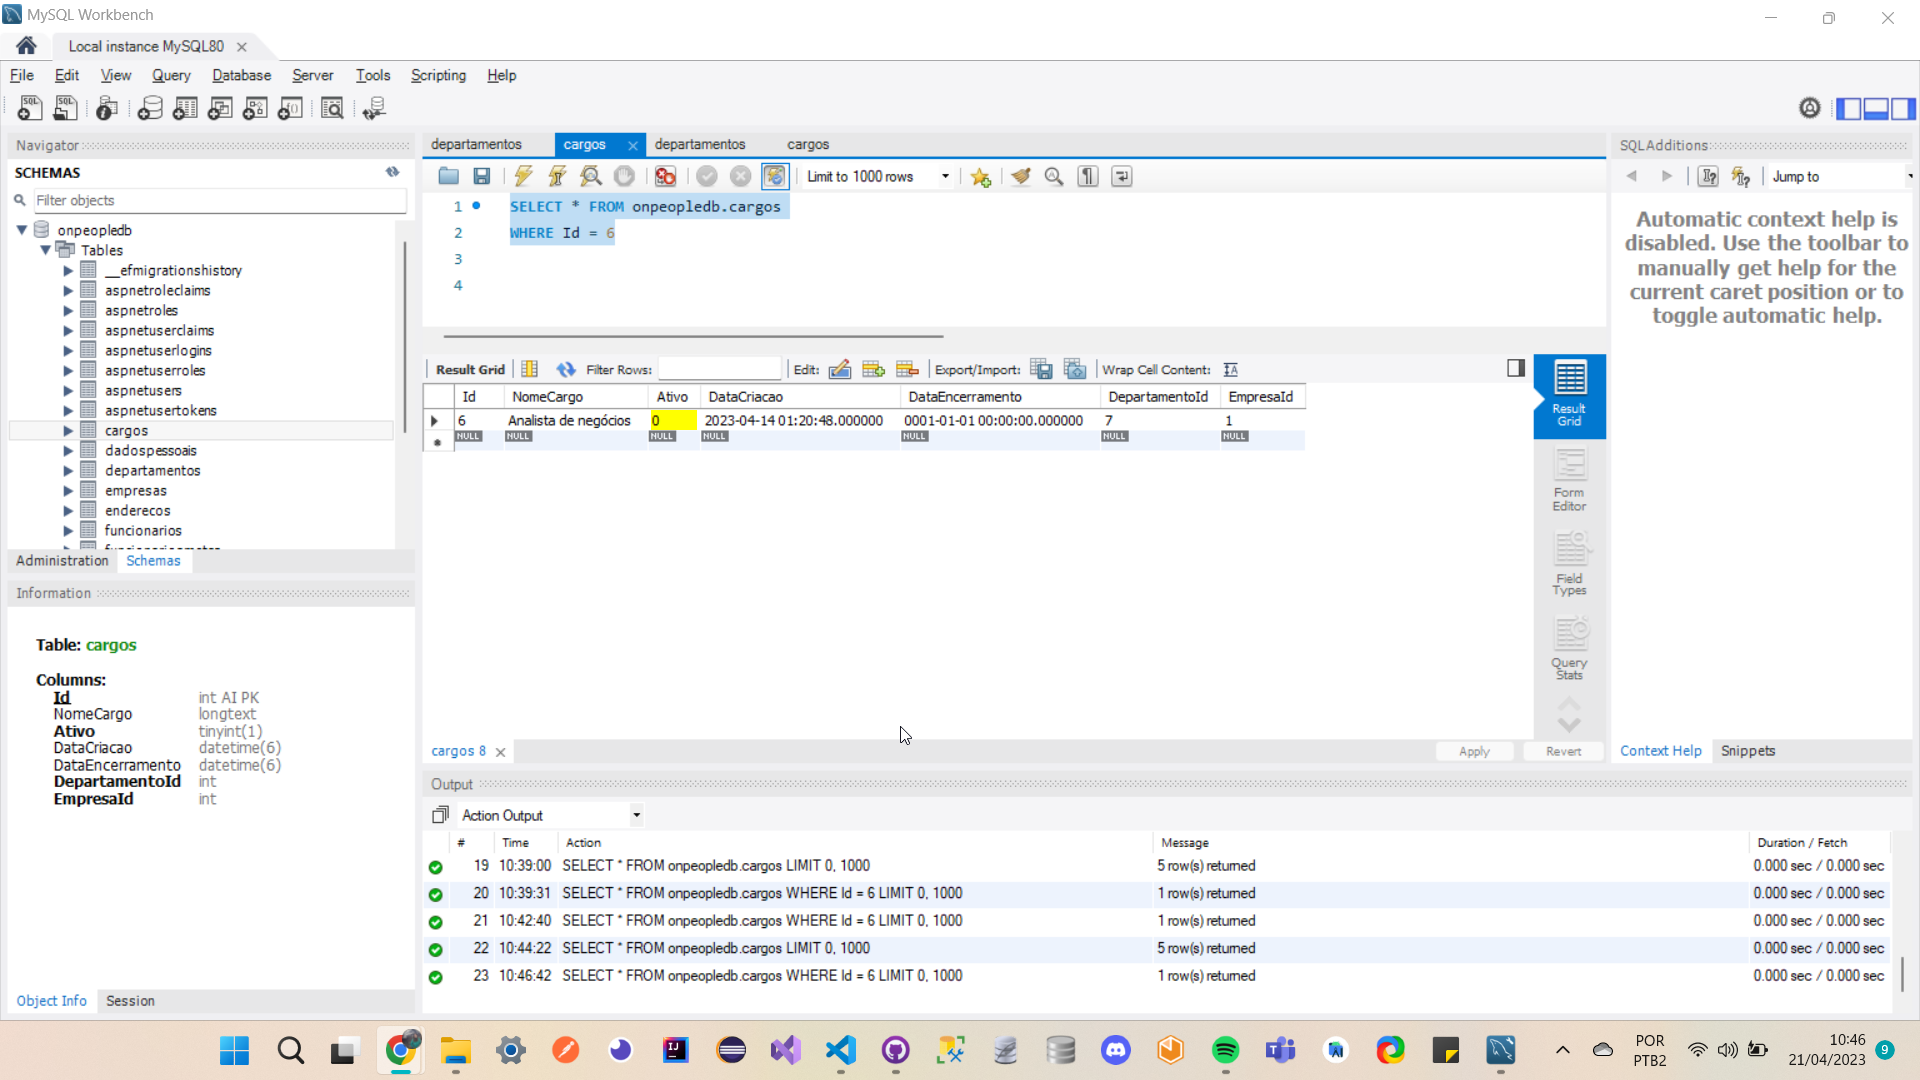 MySQL Workbench
Local instance MySQL80
File Edit View Query Database Server Tools Scripting Help
Navigator
SCHEMAS
Filter objects
onpeopledb
Tables
__efmigrationshistory
aspnetroleclaims
aspnetroles
aspnetuserclaims
aspnetuserlogins
aspnetuserroles
aspnetusers
aspnetusertokens
cargos
dadospessoais
departamentos
empresas
enderecos
funcionarios
Administration Schemas
Information
Table: cargos
Columns:
Id int AI PK
NomeCargo longtext
Ativo tinyint(1)
DataCriacao datetime(6)
DataEncerramento datetime(6)
DepartamentoId int
EmpresaId int
Object Info Session
departamentos cargos departamentos cargos
Limit to 1000 rows
1 SELECT * FROM onpeopledb.cargos
2 WHERE Id = 6
3
4
Result Grid Filter Rows: Edit: Export/Import: Wrap Cell Content:
Id NomeCargo Ativo DataCriacao DataEncerramento DepartamentoId EmpresaId
6 Analista de negócios 0 2023-04-14 01:20:48.000000 0001-01-01 00:00:00.000000 7 1
NULL NULL NULL NULL NULL NULL NULL
Result
Grid
Form
Editor
Field
Types
Query
Stats
cargos 8 Apply Revert
SQLAdditions
Jump to
Automatic context help is
disabled. Use the toolbar to
manually get help for the
current caret position or to
toggle automatic help.
Context Help Snippets
Output
Action Output
# Time Action Message Duration / Fetch
19 10:39:00 SELECT * FROM onpeopledb.cargos LIMIT 0, 1000 5 row(s) returned 0.000 sec / 0.000 sec
20 10:39:31 SELECT * FROM onpeopledb.cargos WHERE Id = 6 LIMIT 0, 1000 1 row(s) returned 0.000 sec / 0.000 sec
21 10:42:40 SELECT * FROM onpeopledb.cargos WHERE Id = 6 LIMIT 0, 1000 1 row(s) returned 0.000 sec / 0.000 sec
22 10:44:22 SELECT * FROM onpeopledb.cargos LIMIT 0, 1000 5 row(s) returned 0.000 sec / 0.000 sec
23 10:46:42 SELECT * FROM onpeopledb.cargos WHERE Id = 6 LIMIT 0, 1000 1 row(s) returned 0.000 sec / 0.000 sec
POR
PTB2
10:46
21/04/2023
9